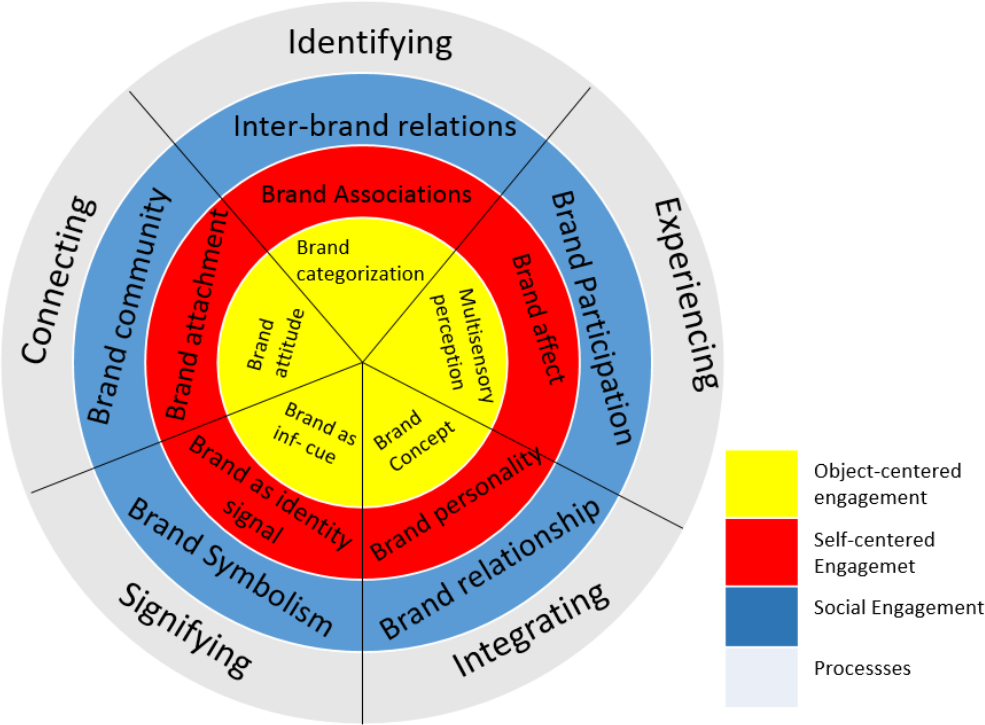 Identifying
Inter-brand relations
Brand Associations
Brand
categorization
Experiencing
Brand Participation
Brand affect
Multisensory
perception
Connecting
Brand community
Brand attachment
Brand
attitude
Brand as
inf- cue
Brand
Concept
Brand as identity
signal
Brand personality
Brand Symbolism
Brand relationship
Signifying
Integrating
Object-centered
engagement
Self-centered
Engagemet
Social Engagement
Processses